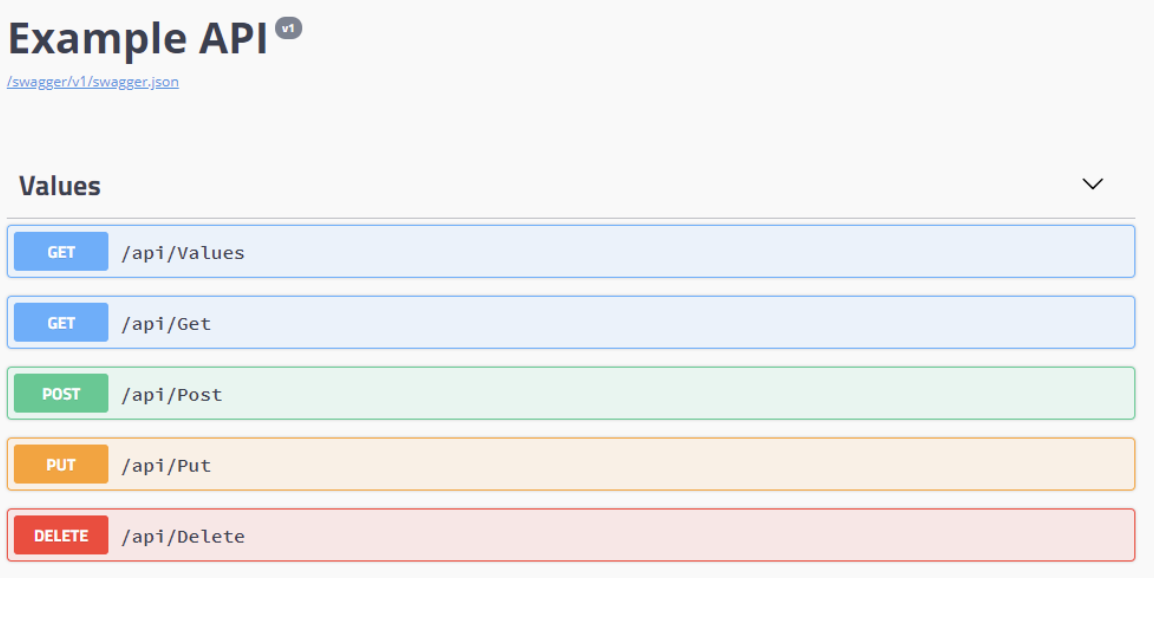 Example API v1
/swagger/v1/swagger.json
Values
GET /api/Values
GET /api/Get
POST /api/Post
PUT /api/Put
DELETE /api/Delete